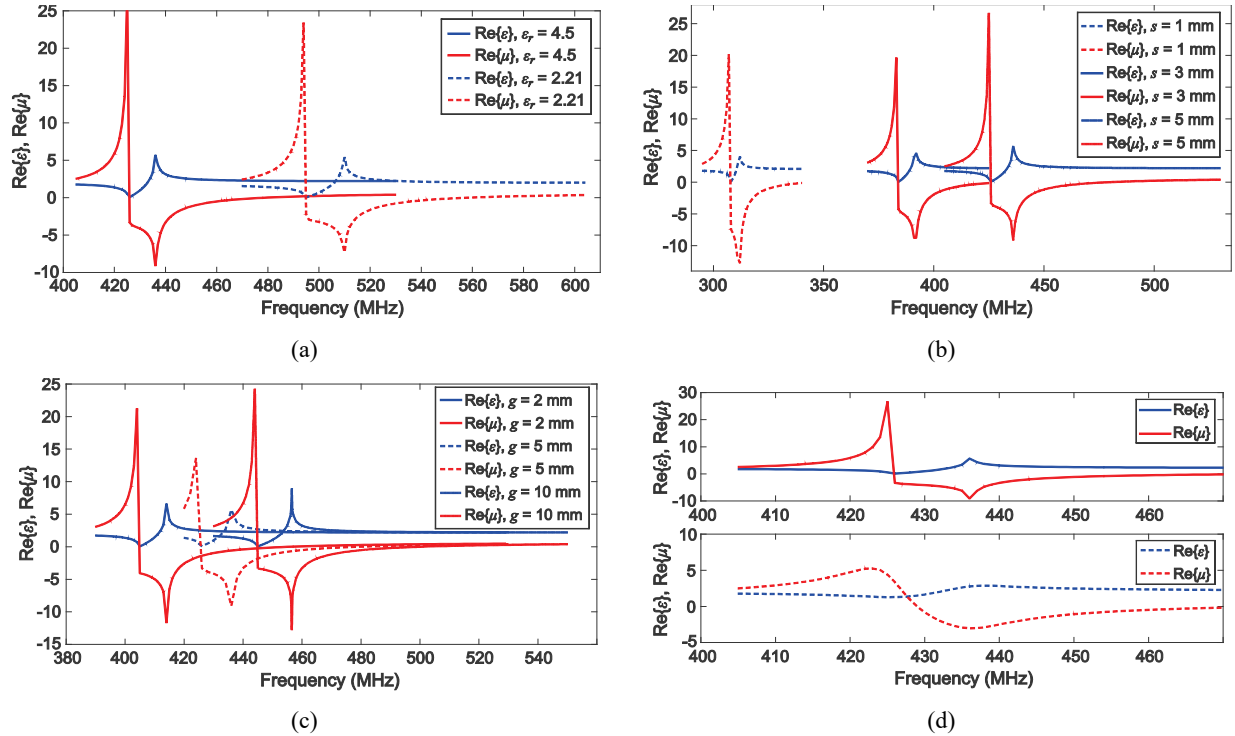 25
20
15
10
5
0
-5
-10
Re{ε}, Re{μ}
Re{ε}, εr = 4.5
Re{μ}, εr = 4.5
Re{ε}, εr = 2.21
Re{μ}, εr = 2.21
400 420 440 460 480 500 520 540 560 580 600
Frequency (MHz)
(a)
25
20
15
10
5
0
-5
-10
Re{ε}, Re{μ}
Re{ε}, s = 1 mm
Re{μ}, s = 1 mm
Re{ε}, s = 3 mm
Re{μ}, s = 3 mm
Re{ε}, s = 5 mm
Re{μ}, s = 5 mm
300 350 400 450 500
Frequency (MHz)
(b)
25
20
15
10
5
0
-5
-10
-15
Re{ε}, Re{μ}
Re{ε}, g = 2 mm
Re{μ}, g = 2 mm
Re{ε}, g = 5 mm
Re{μ}, g = 5 mm
Re{ε}, g = 10 mm
Re{μ}, g = 10 mm
380 400 420 440 460 480 500 520 540
Frequency (MHz)
(c)
30
20
10
0
-10
Re{ε}, Re{μ}
Re{ε}
Re{μ}
400 410 420 430 440 450 460
10
5
0
-5
Re{ε}, Re{μ}
Re{ε}
Re{μ}
400 410 420 430 440 450 460
Frequency (MHz)
(d)